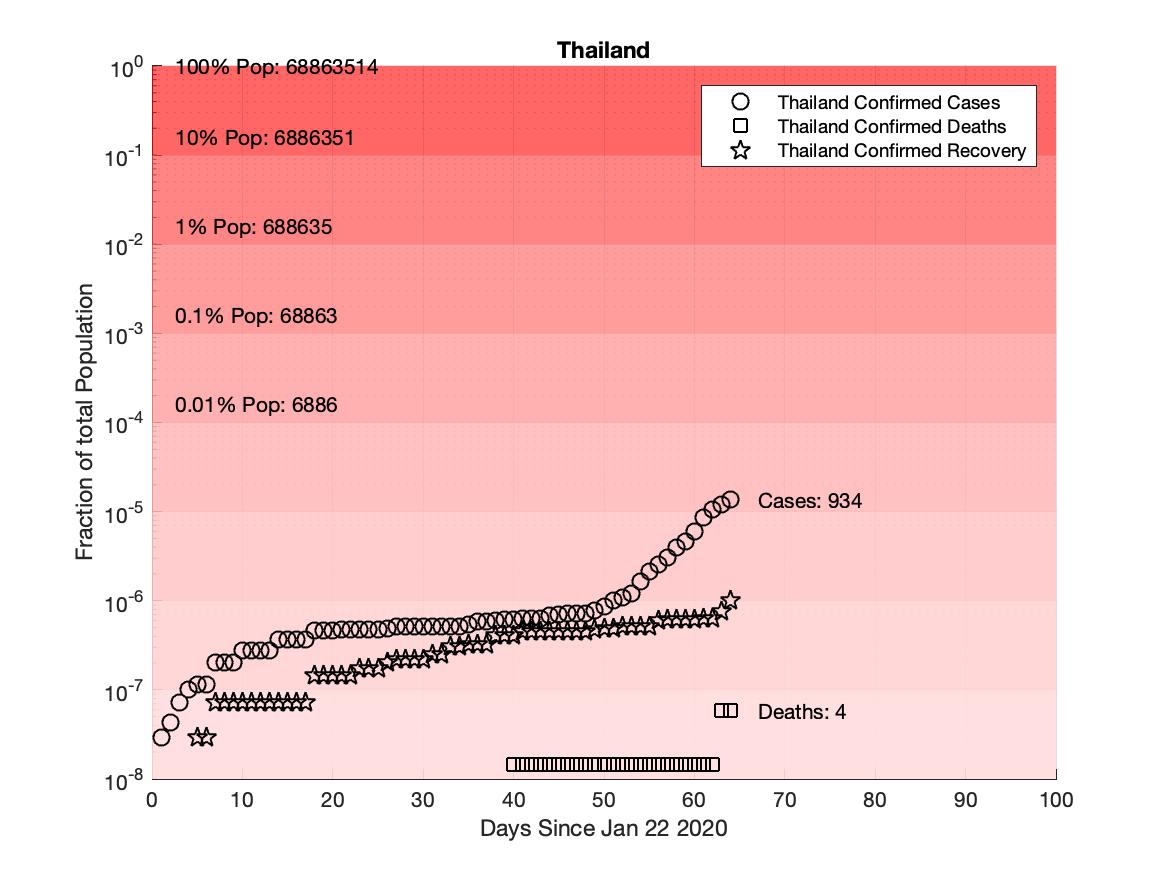 Thailand
10^0
100% Pop: 68863514
Thailand Confirmed Cases
Thailand Confirmed Deaths
Thailand Confirmed Recovery
10% Pop: 6886351
10^-1
1% Pop: 688635
10^-2
0.1% Pop: 68863
10^-3
0.01% Pop: 6886
10^-4
Fraction of total Population
Cases: 934
10^-5
10^-6
10^-7
Deaths: 4
10^-8
0 10 20 30 40 50 60 70 80 90 100
Days Since Jan 22 2020